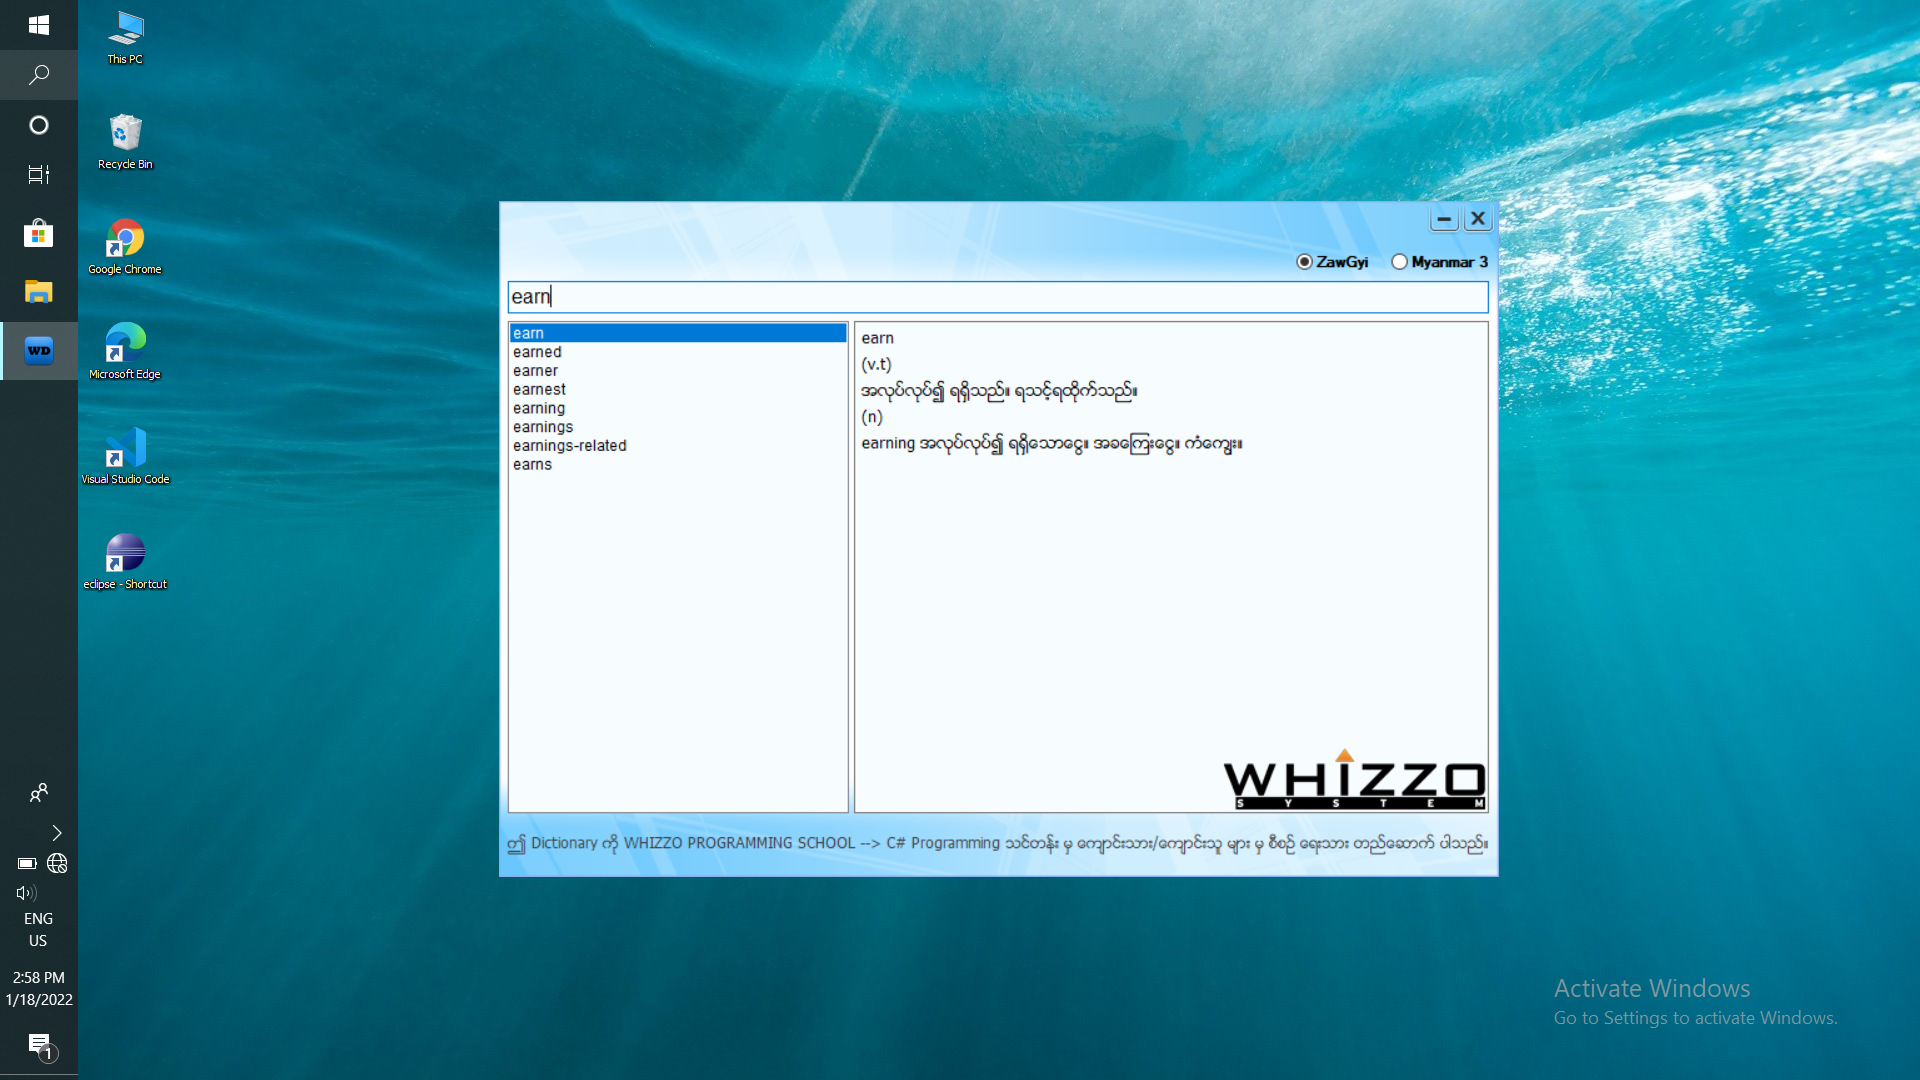 This PC
Recycle Bin
Google Chrome
Microsoft Edge
Visual Studio Code
eclipse - Shortcut
WD
ENG
US
2:58 PM
1/18/2022
1
ZawGyi
Myanmar 3
earn
earn
earned
earner
earnest
earning
earnings
earnings-related
earns
earn
(v.t)
အလုပ်လုပ်၍ ရရှိသည်။ ရသင့်ရထိုက်သည်။
(n)
earning အလုပ်လုပ်၍ ရရှိသောငွေ။ အခကြေးငွေ။ ကံကျွေး။
WHIZZO
SYSTEM
ဤ Dictionary ကို WHIZZO PROGRAMMING SCHOOL --> C# Programming သင်တန်း မှ ကျောင်းသား/ကျောင်းသူ များ မှ စီစဉ် ရေးသား တည်ဆောက် ပါသည်။
Activate Windows
Go to Settings to activate Windows.